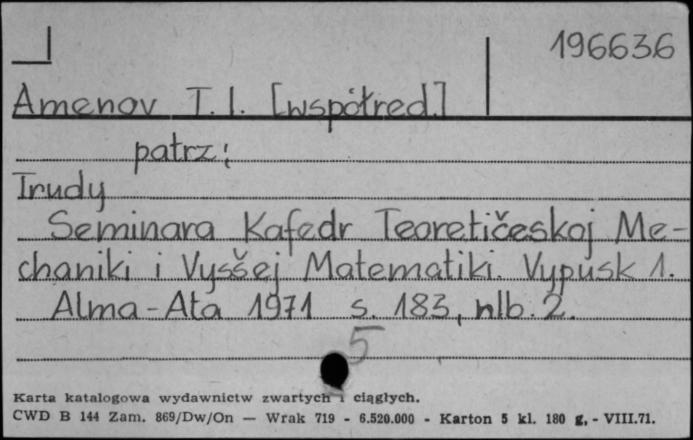 196636
Amenov T. I. [współred.]
patrz:
Trudy
Seminara Kafedr Teoretičeskoj Me-
chaniki i Vysšej Matematiki. Vypusk 1.
Alma-Ata 1971 s. 183, nlb. 2.
5
Karta katalogowa wydawnictw zwartych i ciągłych.
CWD B 144 Zam. 869/Dw/On — Wrak 719 - 6.520.000 - Karton 5 kl. 180 g, - VIII.71.